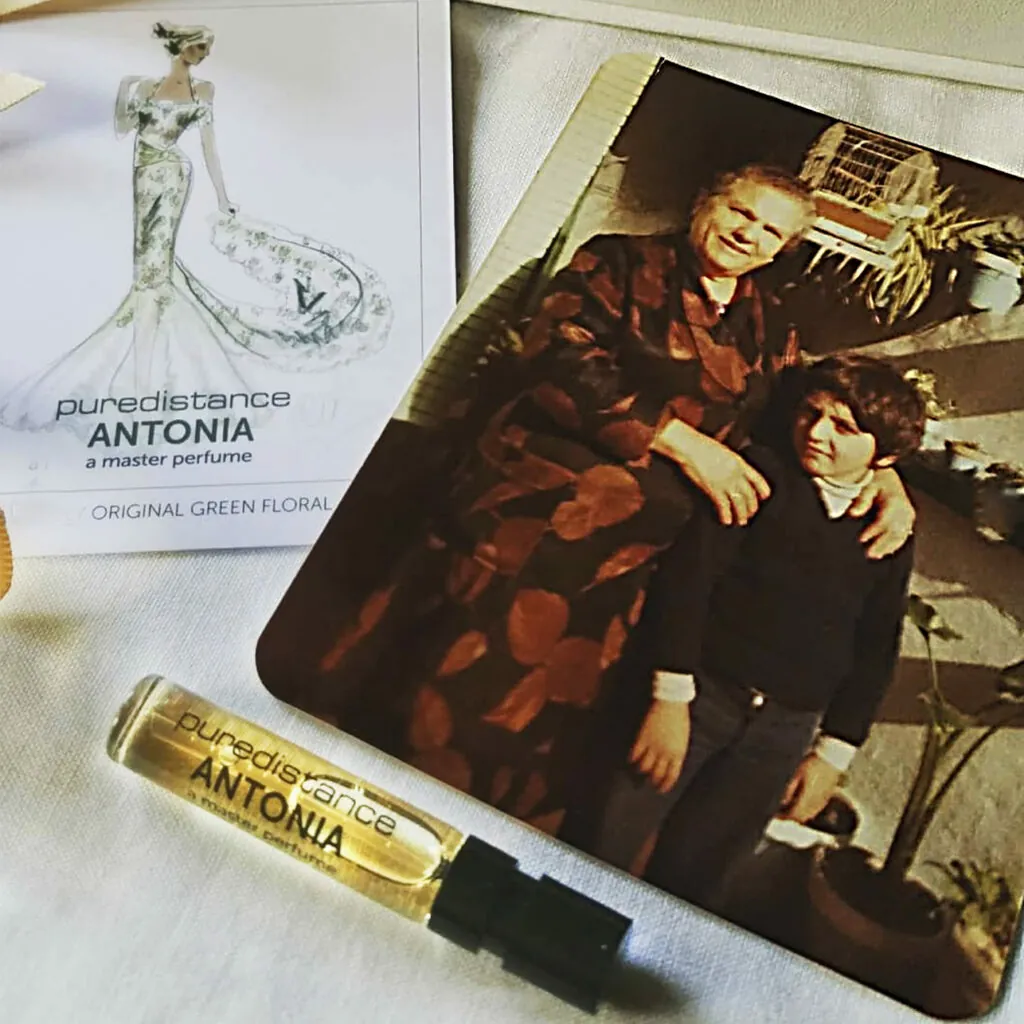 puredistance
ANTONIA
a master perfume
ORIGINAL GREEN FLORAL
puredistance
ANTONIA
a master perfume